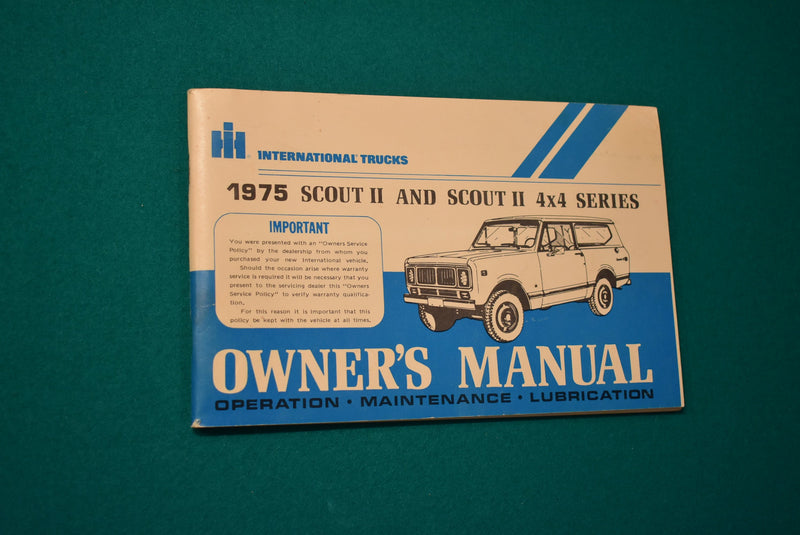 IH INTERNATIONAL TRUCKS
1975 SCOUT II AND SCOUT II 4x4 SERIES
IMPORTANT
You were presented with an "Owners Service
Policy" by the dealership from whom you
purchased your new International vehicle.
Should the occasion arise where warranty
service is required it will be necessary that you
present to the servicing dealer this "Owners
Service Policy" to verify warranty qualifica-
tion.
For this reason it is important that this
policy be kept with the vehicle at all times.
OWNER'S MANUAL
OPERATION • MAINTENANCE • LUBRICATION